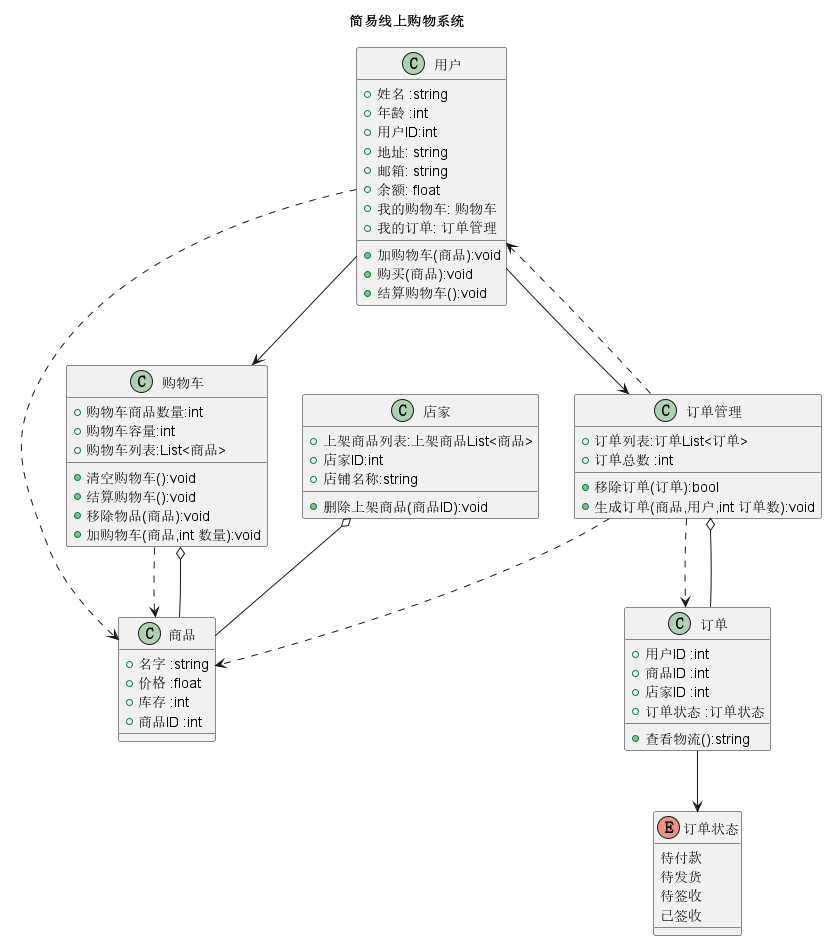 简易线上购物系统
C 用户
姓名 :string
年龄 :int
用户ID:int
地址: string
邮箱: string
余额: float
我的购物车: 购物车
我的订单: 订单管理
加购物车(商品):void
购买(商品):void
结算购物车():void
C 购物车
购物车商品数量:int
购物车容量:int
购物车列表:List<商品>
清空购物车():void
结算购物车():void
移除物品(商品):void
加购物车(商品,int 数量):void
C 店家
上架商品列表:上架商品List<商品>
店家ID:int
店铺名称:string
删除上架商品(商品ID):void
C 订单管理
订单列表:订单List<订单>
订单总数 :int
移除订单(订单):bool
生成订单(商品,用户,int 订单数):void
C 商品
名字 :string
价格 :float
库存 :int
商品ID :int
C 订单
用户ID :int
商品ID :int
店家ID :int
订单状态 :订单状态
查看物流():string
E 订单状态
待付款
待发货
待签收
已签收